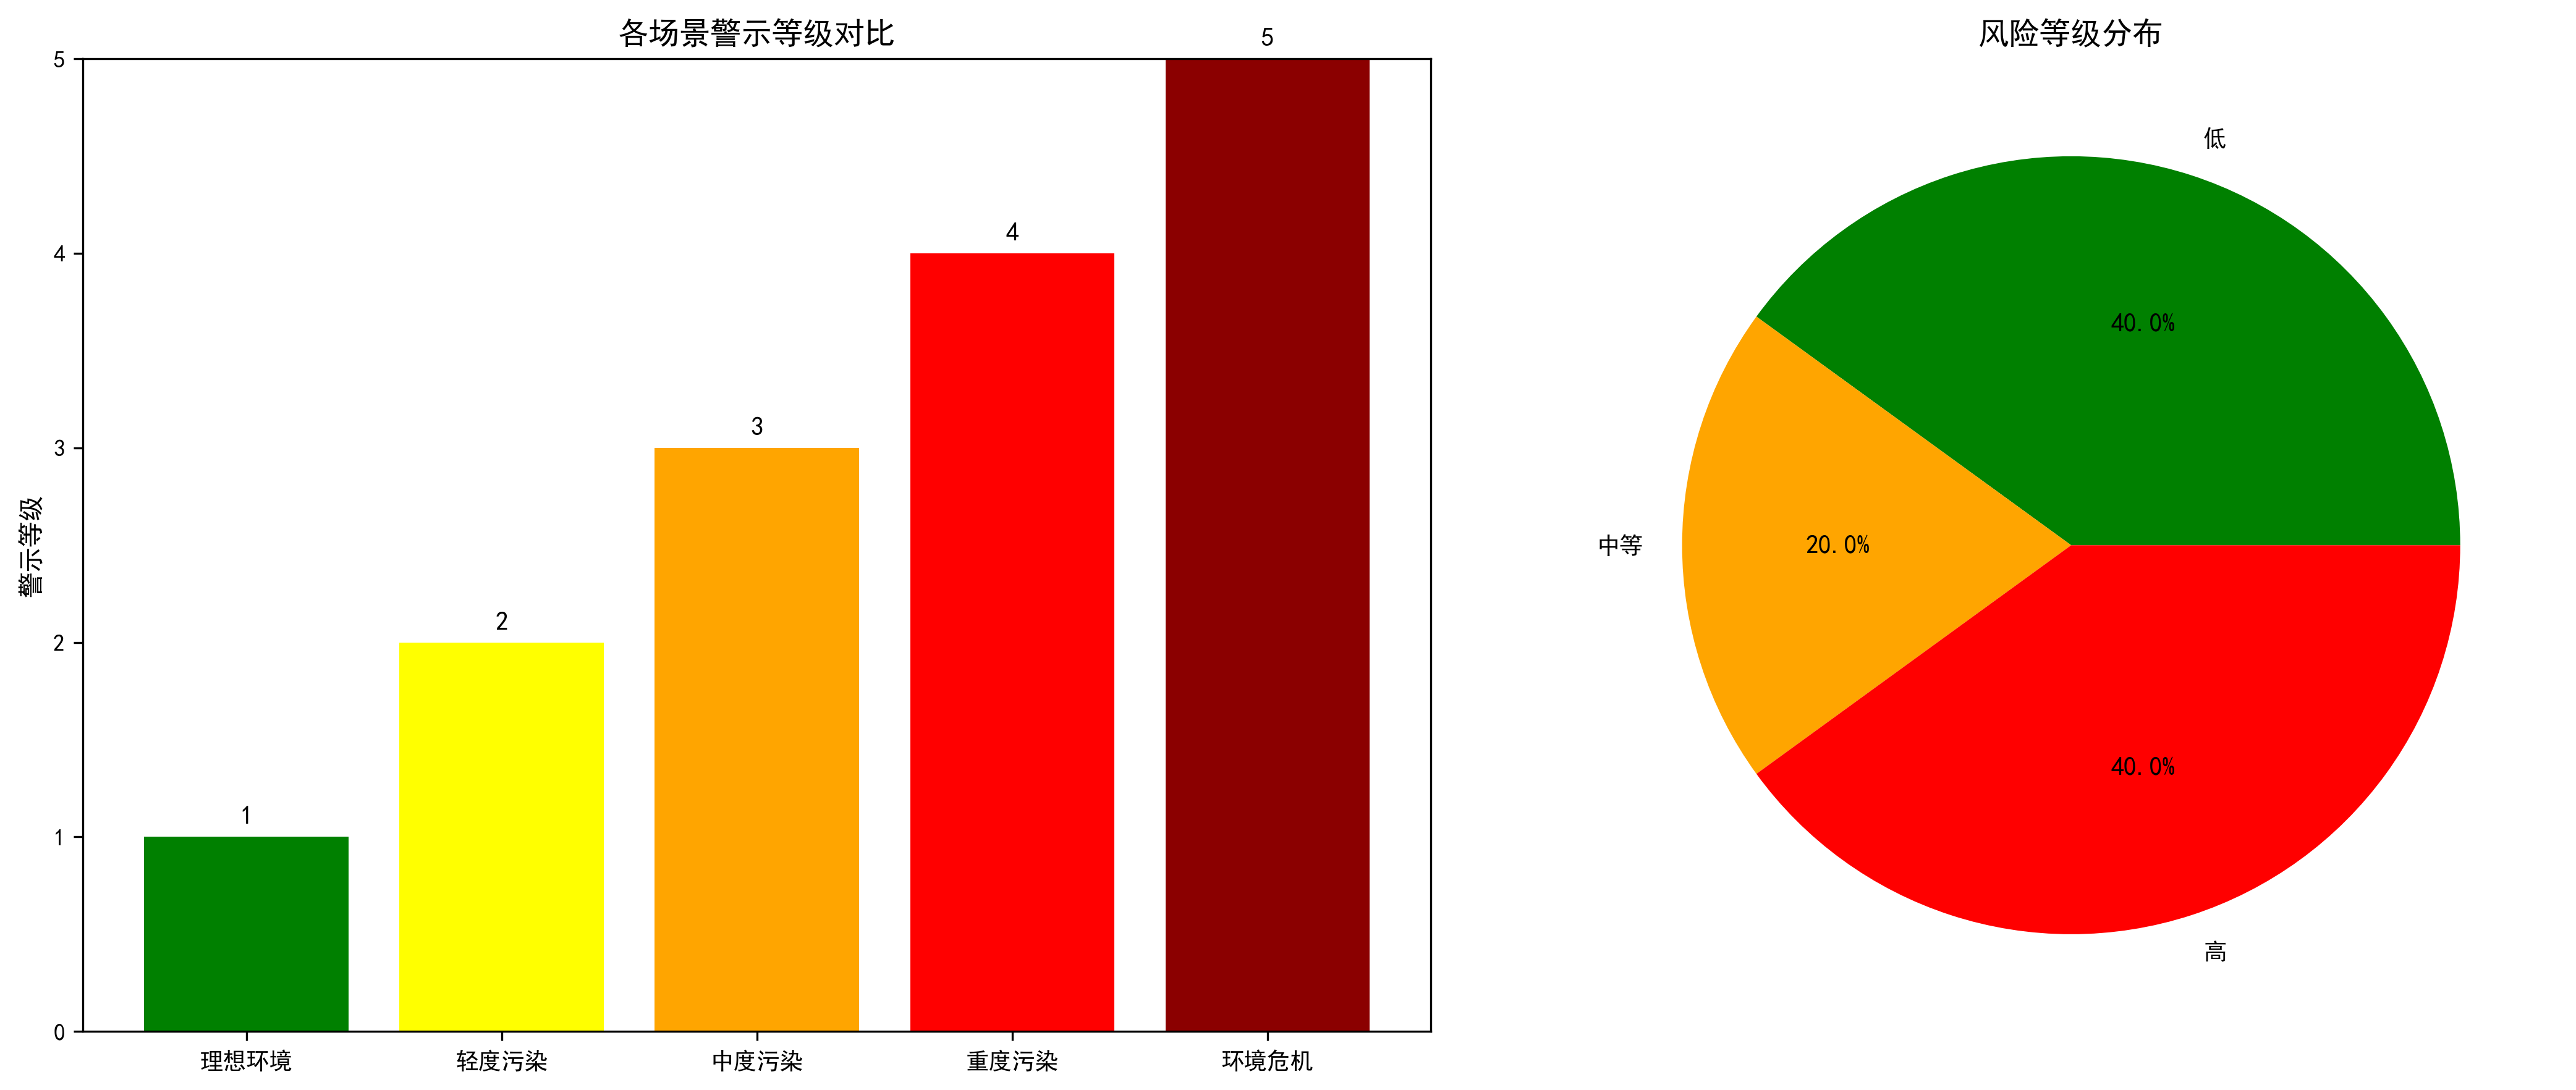 各场景警示等级对比
警示等级
5
4
3
2
1
0
1
2
3
4
5
理想环境
轻度污染
中度污染
重度污染
环境危机
风险等级分布
低
40.0%
中等
20.0%
40.0%
高